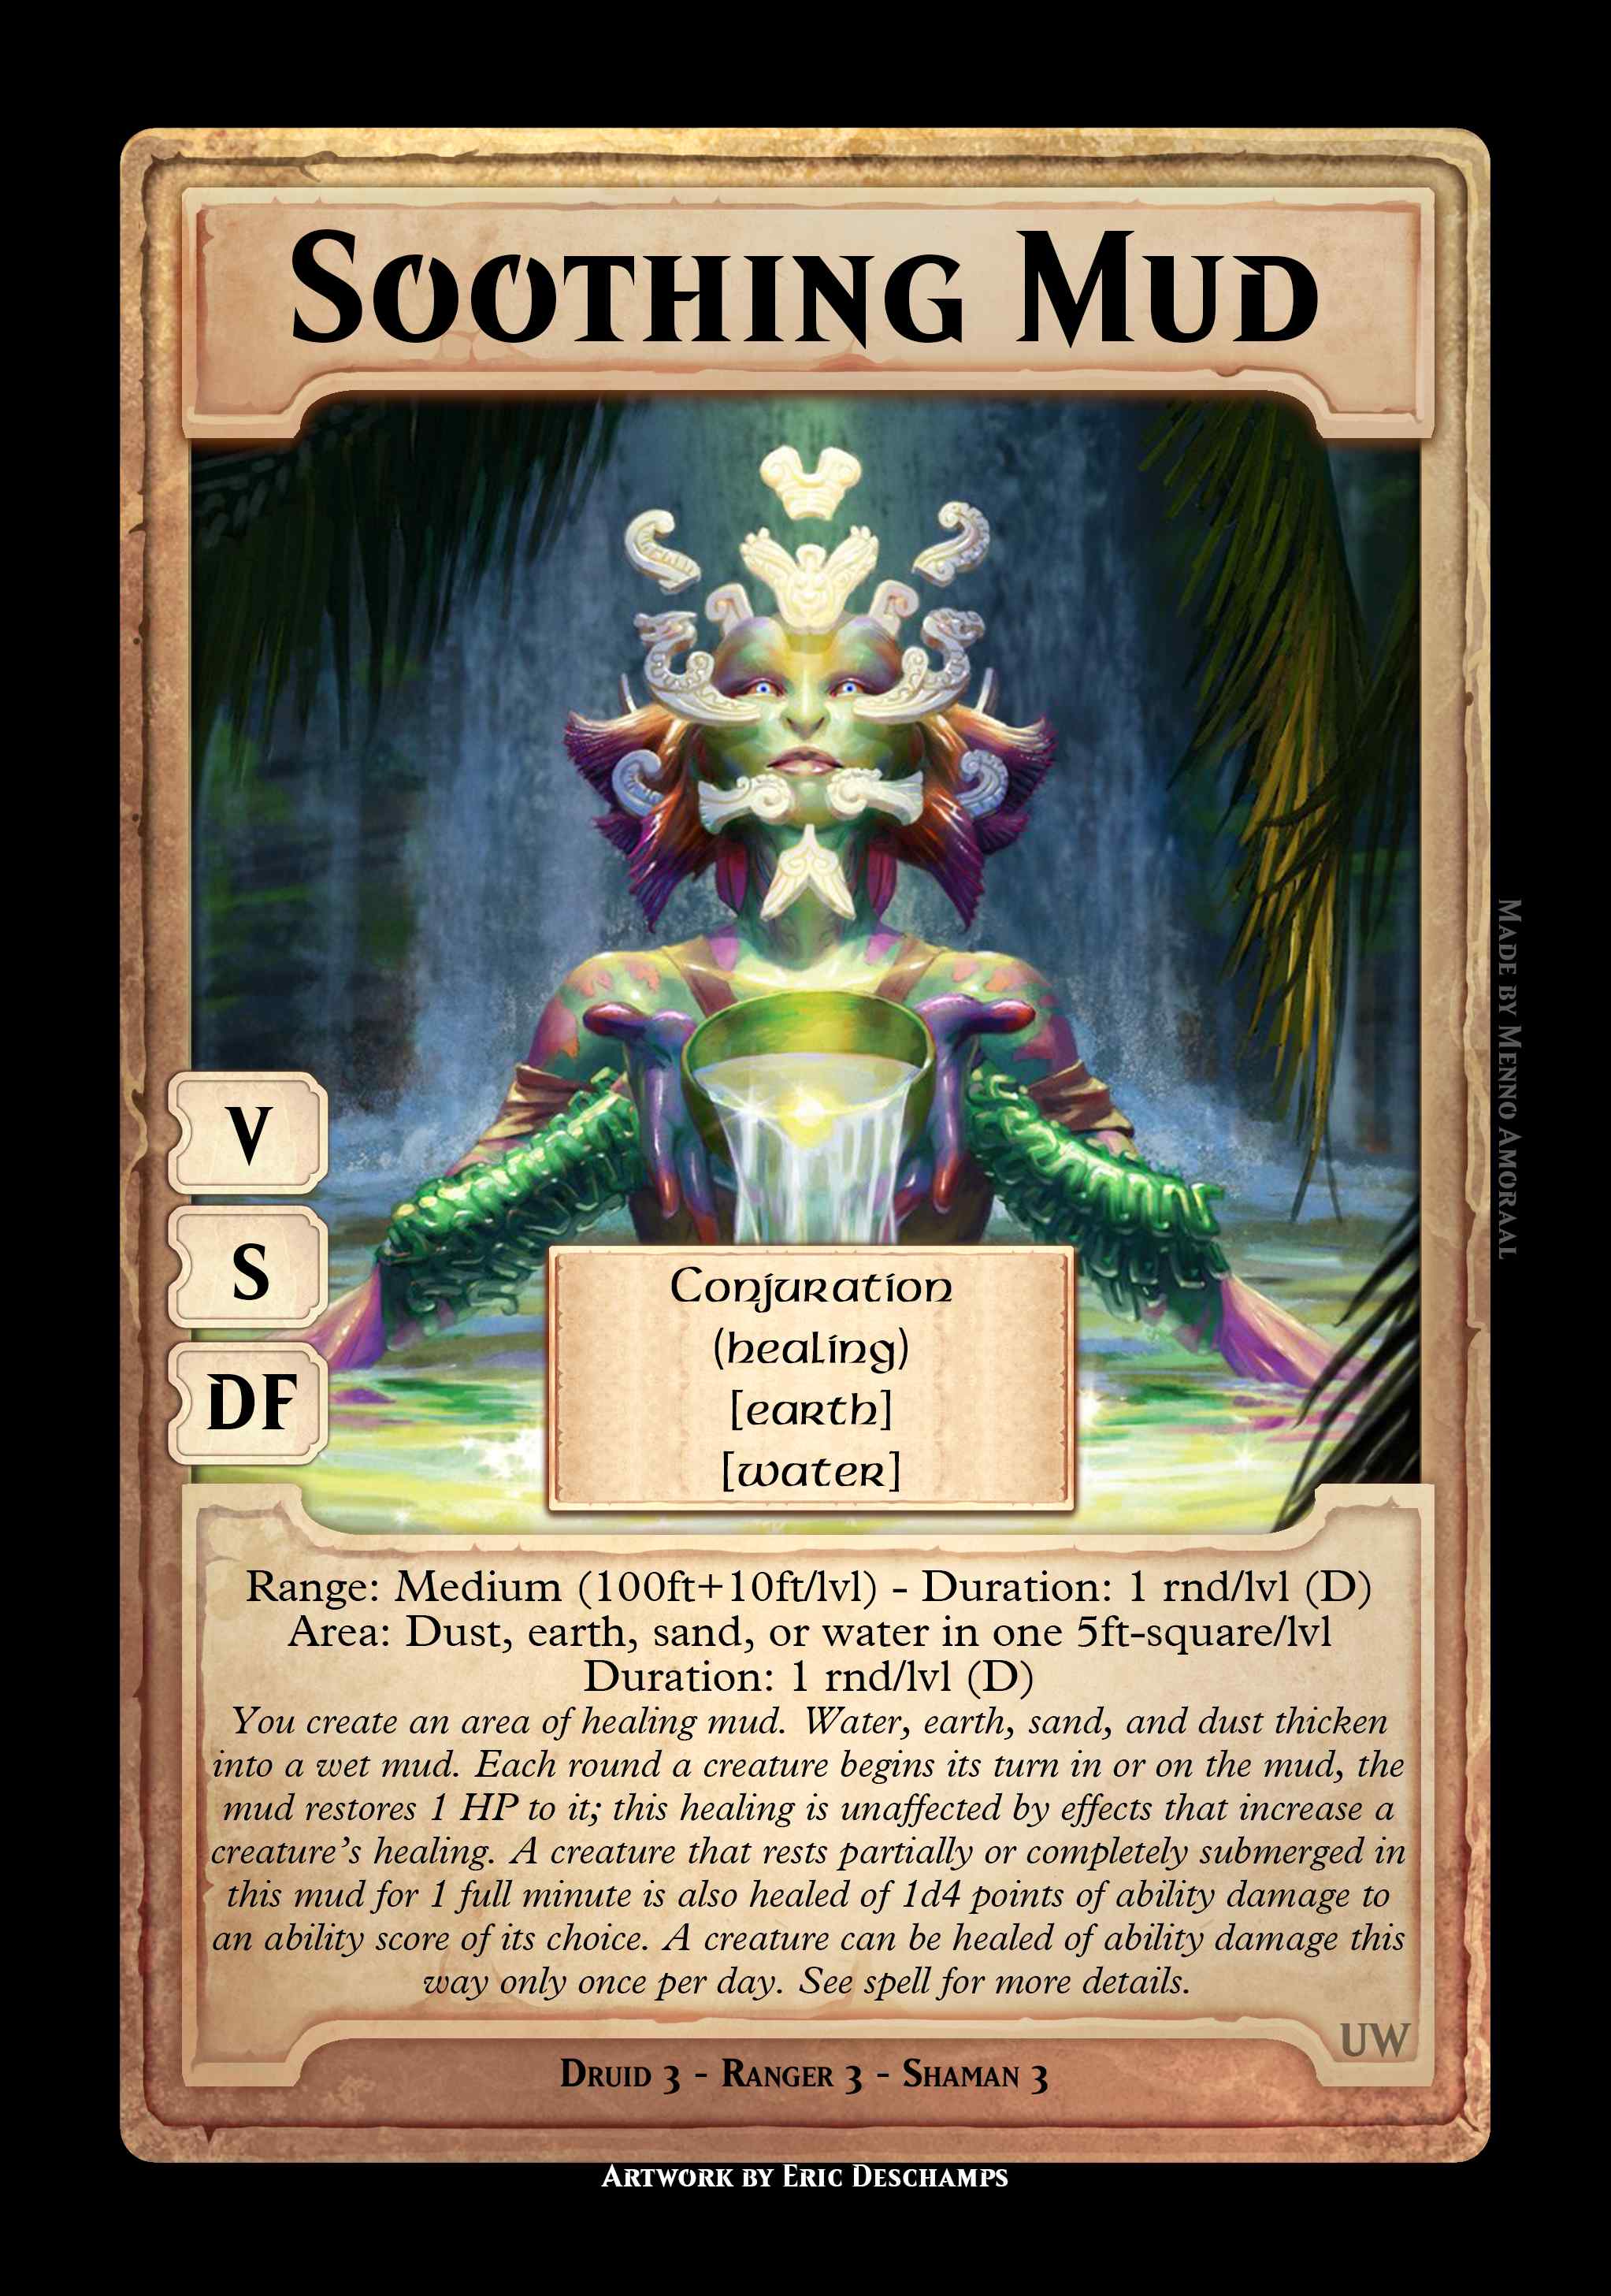 Soothing Mud
V
S
DF
Conjuration
(healing)
[earth]
[water]
Range: Medium (100ft+10ft/lvl) - Duration: 1 rnd/lvl (D)
Area: Dust, earth, sand, or water in one 5ft-square/lvl
Duration: 1 rnd/lvl (D)
You create an area of healing mud. Water, earth, sand, and dust thicken
into a wet mud. Each round a creature begins its turn in or on the mud, the
mud restores 1 HP to it; this healing is unaffected by effects that increase a
creature's healing. A creature that rests partially or completely submerged in
this mud for 1 full minute is also healed of 1d4 points of ability damage to
an ability score of its choice. A creature can be healed of ability damage this
way only once per day. See spell for more details.
UW
Druid 3 - Ranger 3 - Shaman 3
Artwork by Eric Deschamps
Made by Menno Amoraal